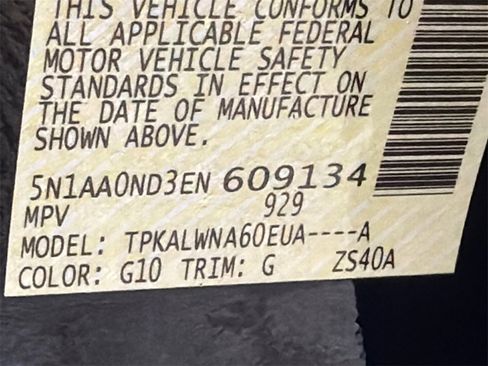 THIS VEHICLE CONFORMS TO
ALL APPLICABLE FEDERAL
MOTOR VEHICLE SAFETY
STANDARDS IN EFFECT ON
THE DATE OF MANUFACTURE
SHOWN ABOVE.
5N1AA0ND3EN 609134
MPV 929
MODEL: TPKALWNA60EUA----A
COLOR: G10 TRIM: G ZS40A